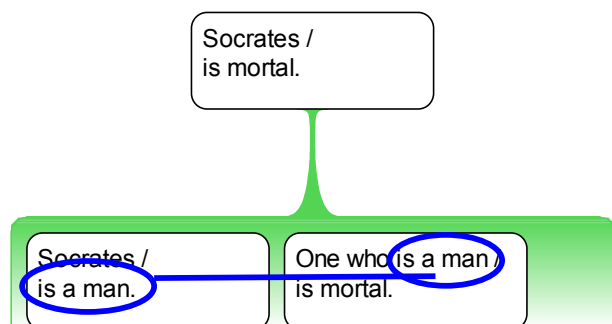 Socrates /
is mortal.
Socrates /
is a man.
One who is a man /
is mortal.